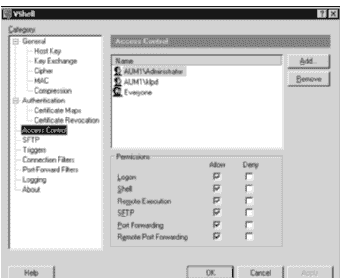 VShell
Category:
General
Host Key
Key Exchange
Cipher
MAC
Compression
Authentication
Certificate Maps
Certificate Revocation
Access Control
SFTP
Triggers
Connection Filters
Port-Forward Filters
Logging
About
Access Control
Name
AUM1\Administrator
AUM1\ldpd
Everyone
Add...
Remove
Permissions
Allow Deny
Logon
Shell
Remote Execution
SFTP
Port Forwarding
Remote Port Forwarding
Help
OK
Cancel
Apply